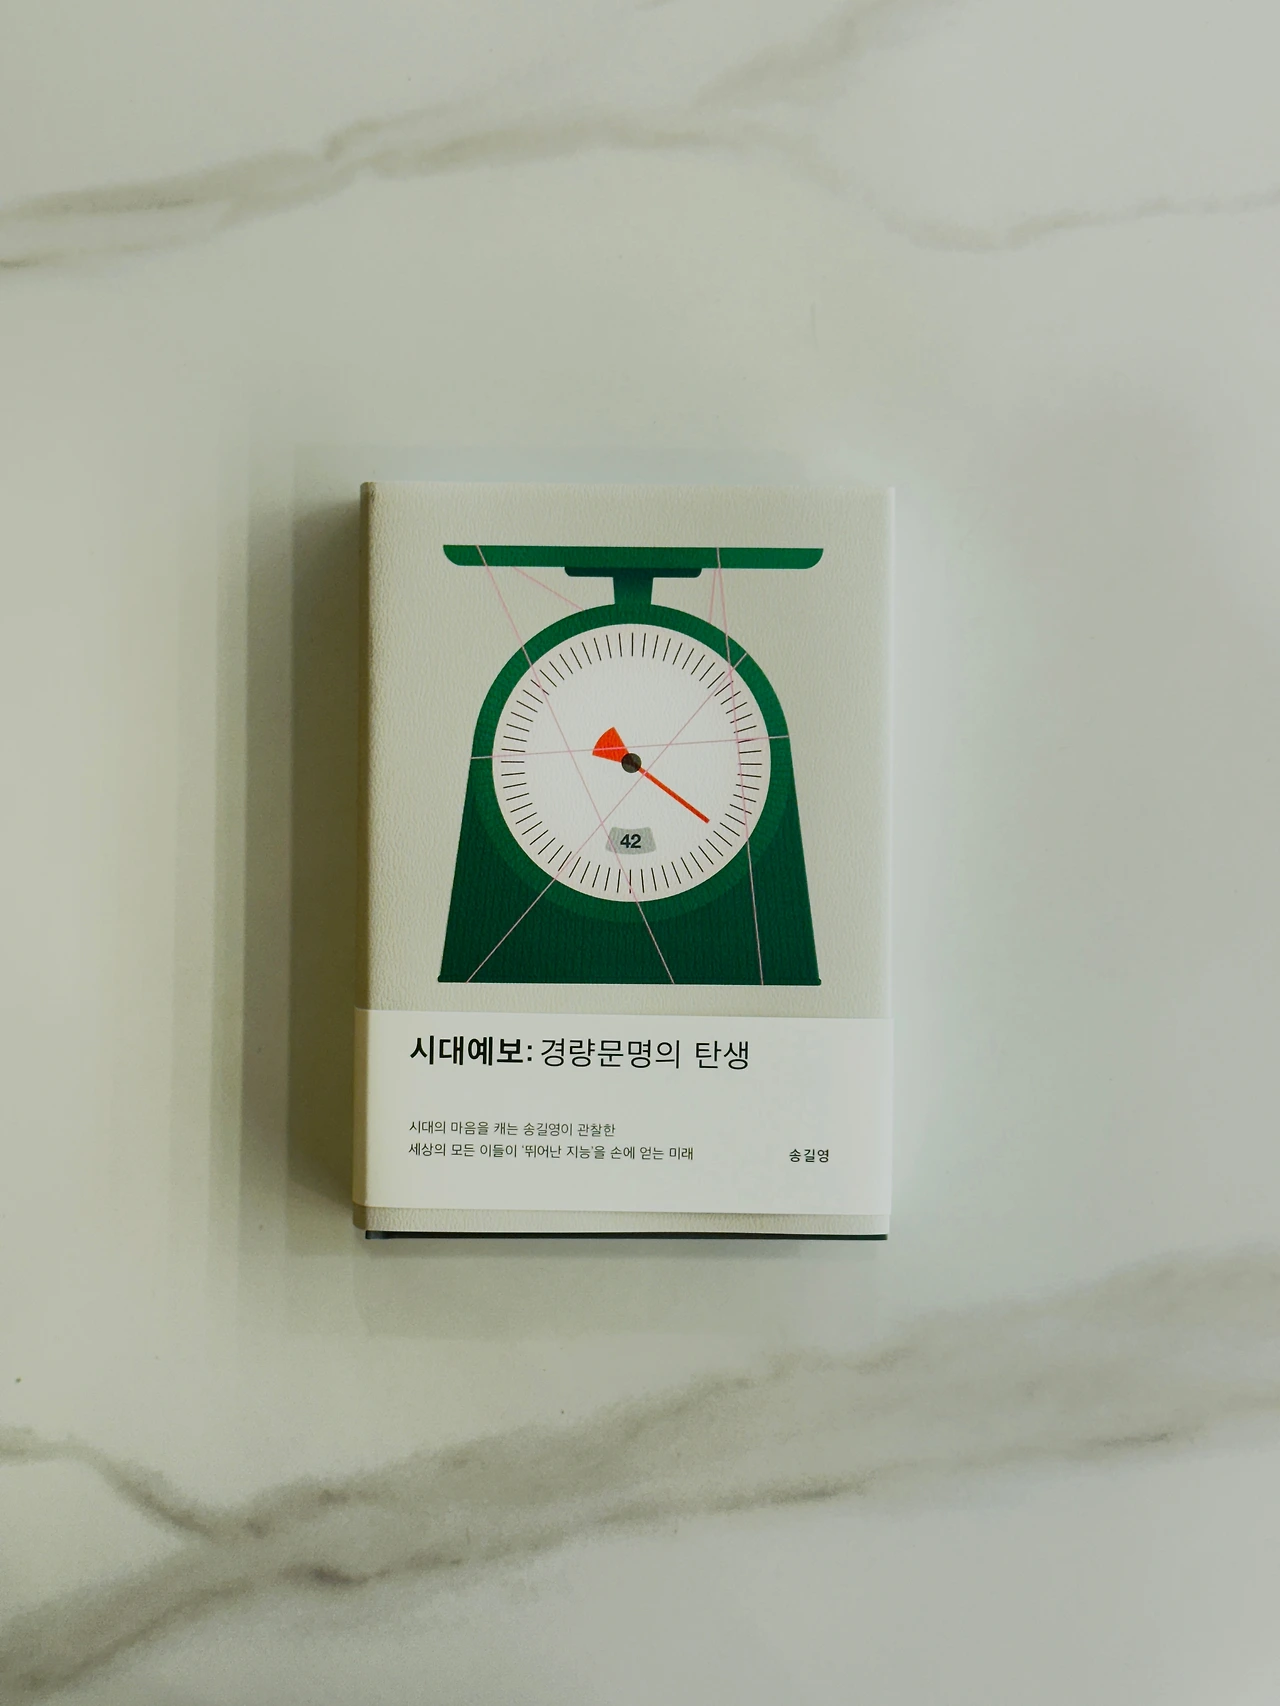 42
시대예보: 경량문명의 탄생
시대의 마음을 캐는 송길영이 관찰한
세상의 모든 이들이 '뛰어난 지능'을 손에 얻는 미래
송길영